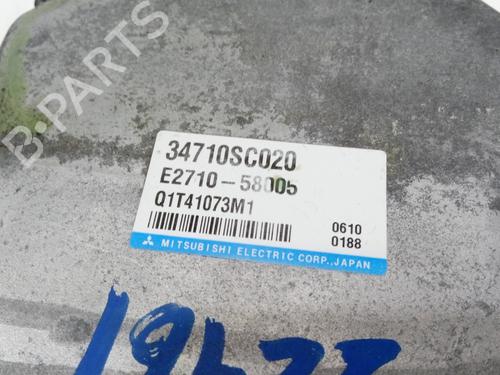 B-PARTS
34710SC020
E2710-58005
Q1T41073M1
0610
0188
MITSUBISHI ELECTRIC CORP., JAPAN